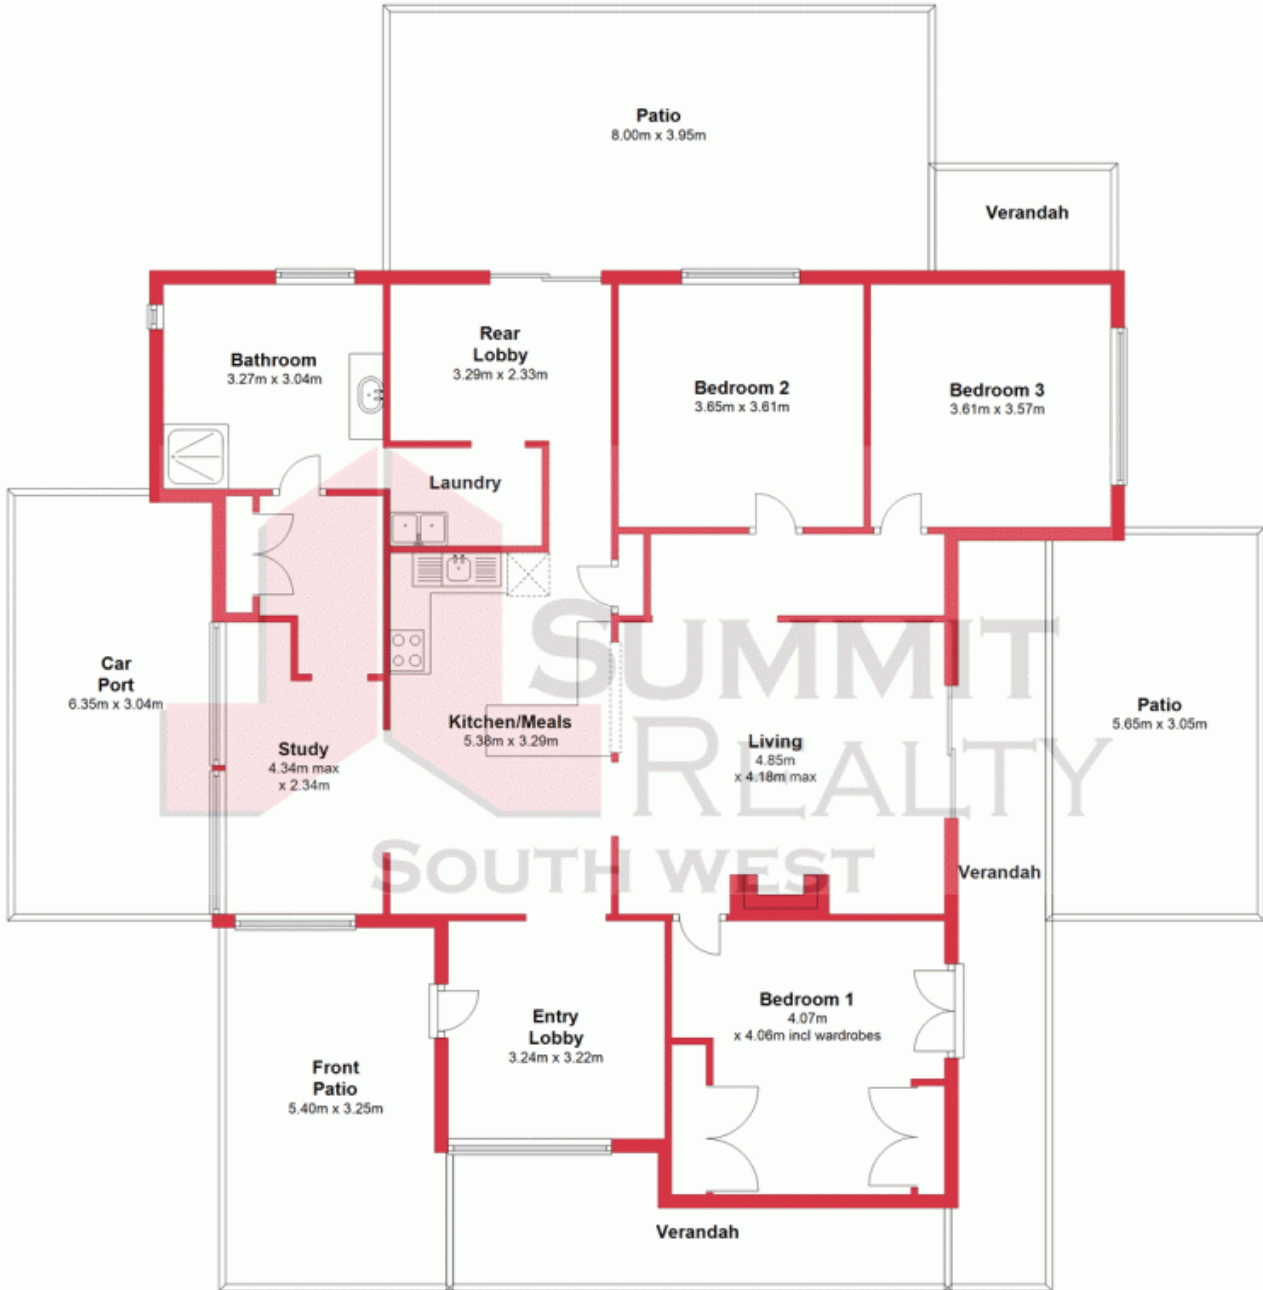 Patio
8.00m x 3.95m
Verandah
Rear
Lobby
3.29m x 2.33m
Bathroom
3.27m x 3.04m
Bedroom 2
3.65m x 3.61m
Bedroom 3
3.61m x 3.57m
Laundry
SUMMIT
REALTY
SOUTH WEST
Car
Port
6.35m x 3.04m
Study
4.34m max
x 2.34m
Kitchen/Meals
5.38m x 3.29m
Living
4.85m
x 4.18m max
Patio
5.65m x 3.05m
Verandah
Entry
Lobby
3.24m x 3.22m
Bedroom 1
4.07m
x 4.06m incl wardrobes
Front
Patio
5.40m x 3.25m
Verandah